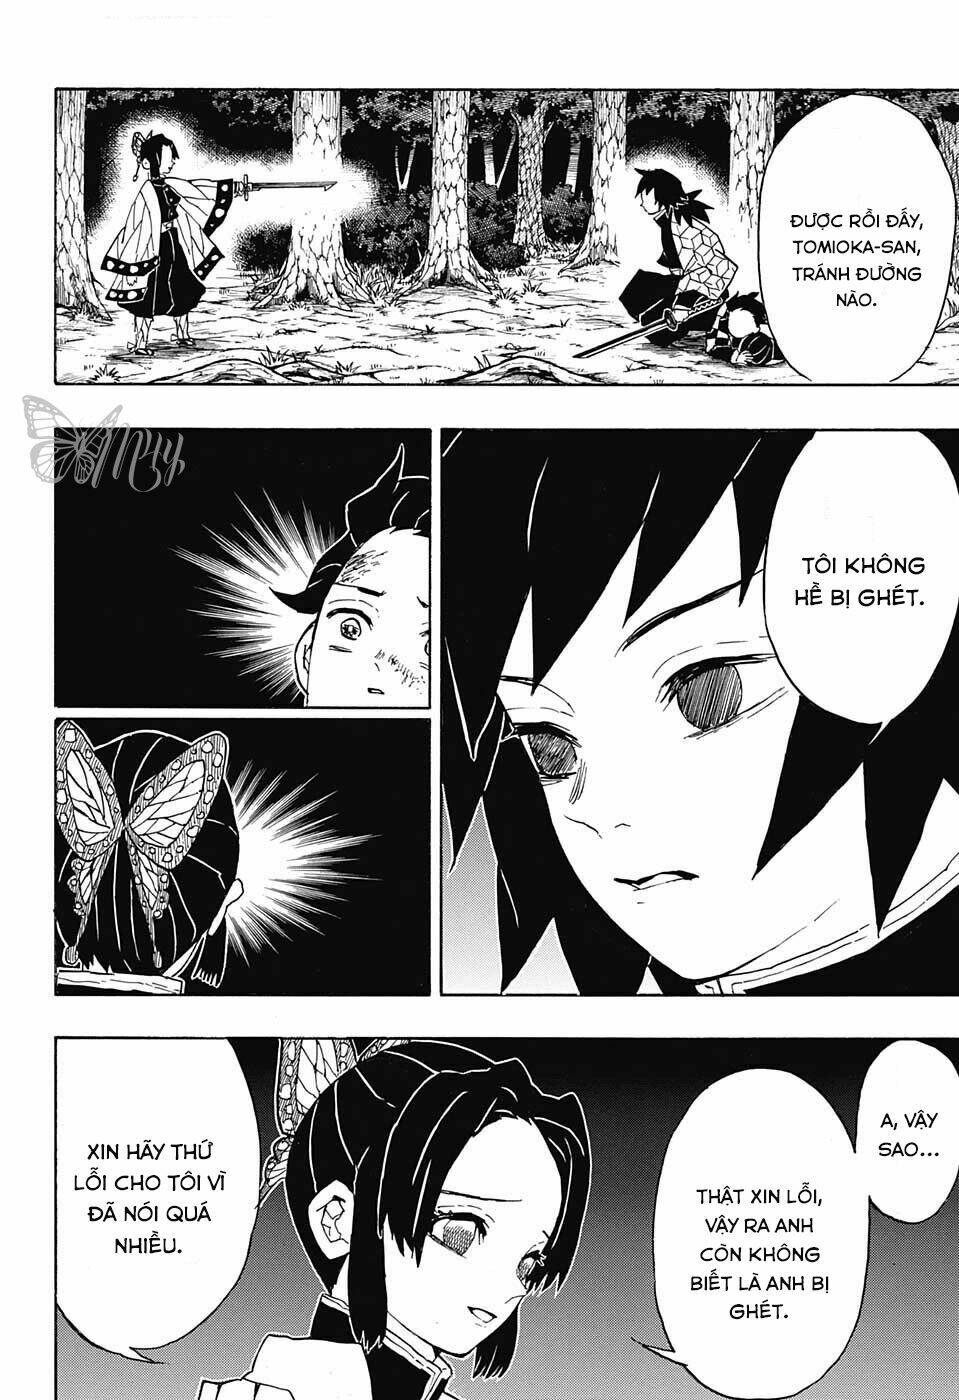 ĐƯỢC RỒI ĐẤY,
TOMIOKA-SAN,
TRÁNH ĐƯỜNG
NÀO.
TÔI KHÔNG
HỀ BỊ GHÉT.
A, VẬY
SAO...
THẬT XIN LỖI,
VẬY RA ANH
CÒN KHÔNG
BIẾT LÀ ANH BỊ
GHÉT.
XIN HÃY THỨ
LỖI CHO TÔI VÌ
ĐÃ NÓI QUÁ
NHIỀU.